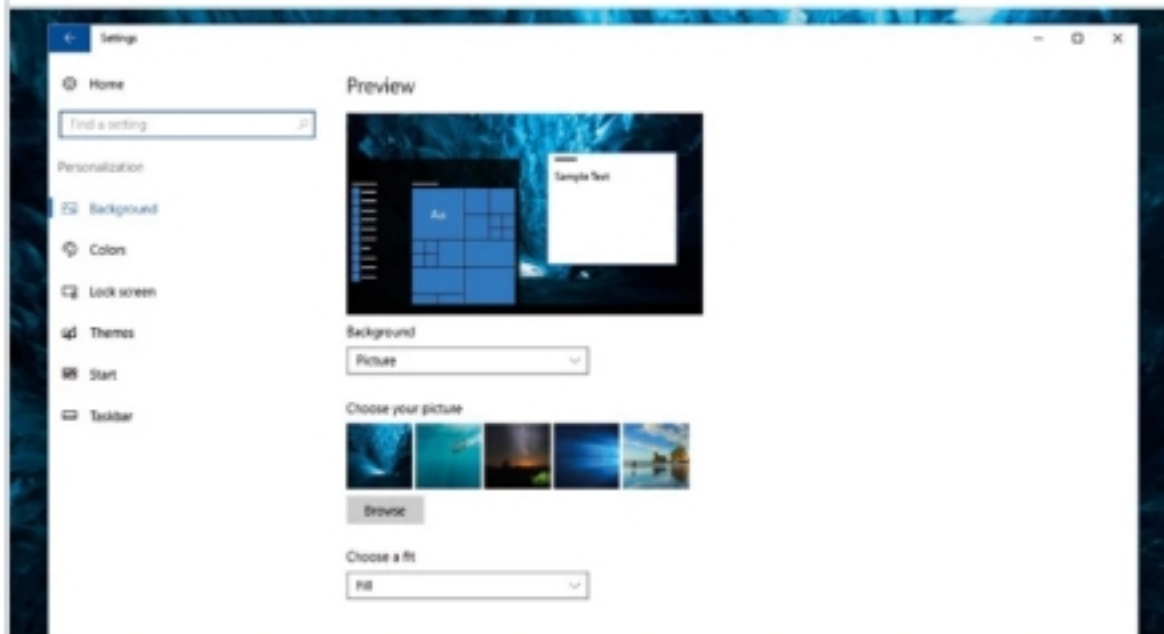 Settings
Home
Find a setting
Personalization
Background
Colors
Lock screen
Themes
Start
Taskbar
Preview
Aa
Sample Text
Background
Picture
Choose your picture
Browse
Choose a fit
Fill